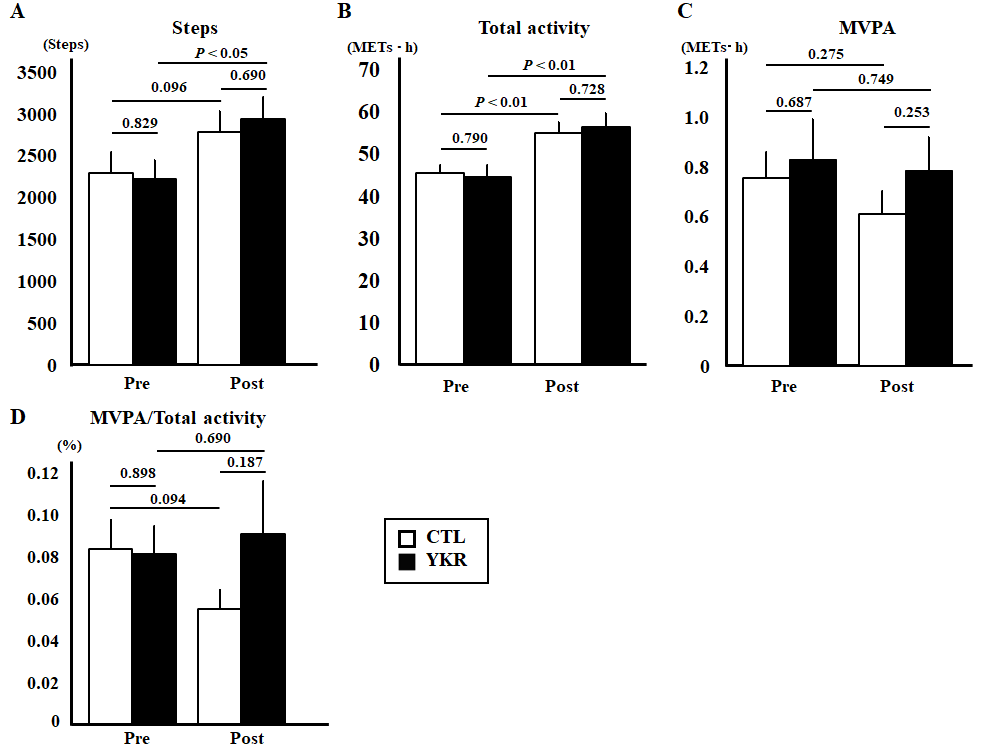 A
Steps
(Steps)
P < 0.05
0.690
0.096
0.829
3500
3000
2500
2000
1500
1000
500
0
Pre Post
B
Total activity
(METs · h)
P < 0.01
0.728
P < 0.01
0.790
70
60
50
40
30
20
10
0
Pre Post
C
MVPA
(METs· h)
0.275
0.749
0.687
0.253
1.2
1.0
0.8
0.6
0.4
0.2
0
Pre Post
D
MVPA/Total activity
(%)
0.690
0.187
0.898
0.094
0.12
0.10
0.08
0.06
0.04
0.02
0
Pre Post
CTL
YKR